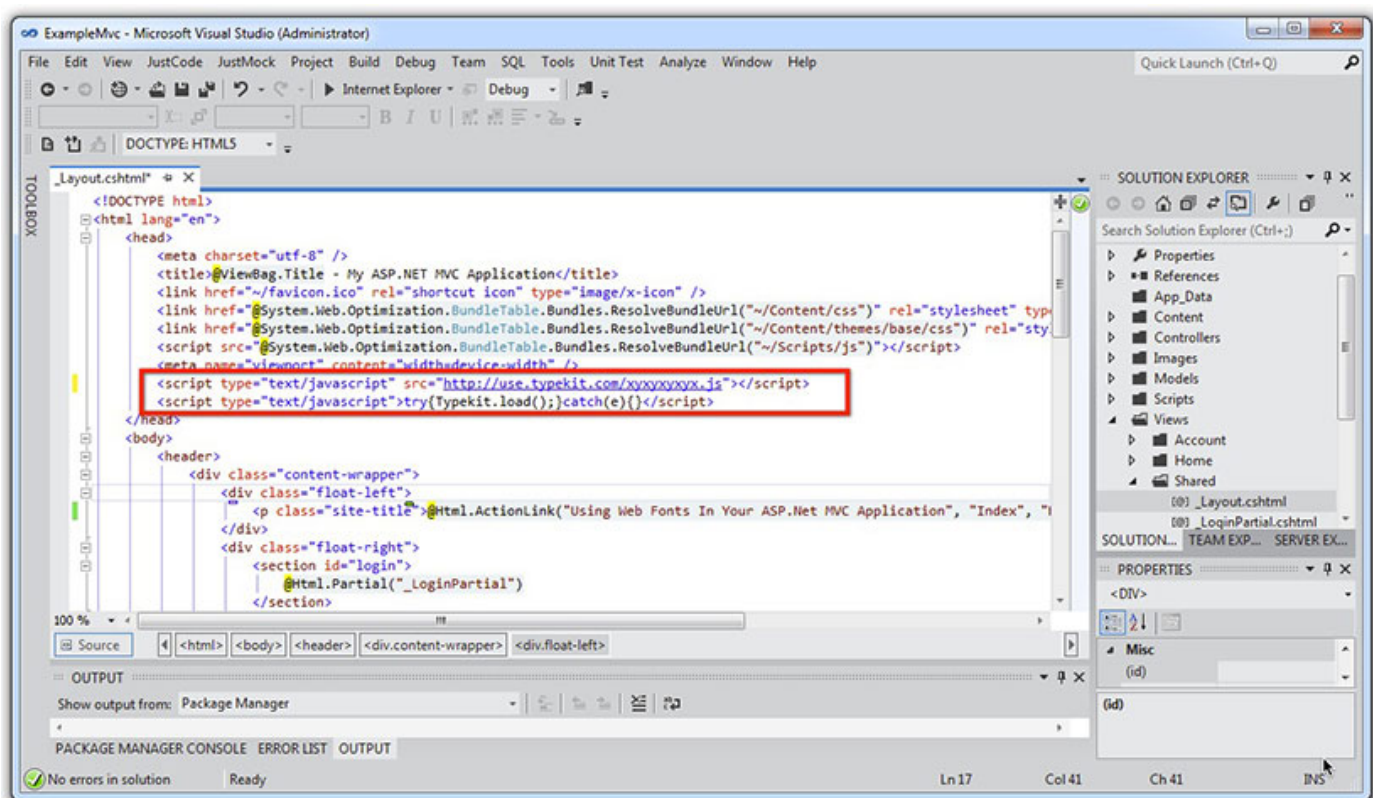 ExampleMvc - Microsoft Visual Studio (Administrator)
File Edit View JustCode JustMock Project Build Debug Team SQL Tools Unit Test Analyze Window Help Quick Launch (Ctrl+Q)
Internet Explorer Debug
B I U
DOCTYPE: HTML5
TOOLBOX
_Layout.cshtml*
<!DOCTYPE html>
<html lang="en">
<head>
<meta charset="utf-8" />
<title>@ViewBag.Title - My ASP.NET MVC Application</title>
<link href="~/favicon.ico" rel="shortcut icon" type="image/x-icon" />
<link href="@System.Web.Optimization.BundleTable.Bundles.ResolveBundleUrl("~/Content/css")" rel="stylesheet" type
<link href="@System.Web.Optimization.BundleTable.Bundles.ResolveBundleUrl("~/Content/themes/base/css")" rel="sty
<script src="@System.Web.Optimization.BundleTable.Bundles.ResolveBundleUrl("~/Scripts/js")"></script>
<meta name="viewport" content="width=device-width" />
<script type="text/javascript" src="http://use.typekit.com/xyxyxyxyx.js"></script>
<script type="text/javascript">try{Typekit.load();}catch(e){}</script>
</head>
<body>
<header>
<div class="content-wrapper">
<div class="float-left">
<p class="site-title">@Html.ActionLink("Using Web Fonts In Your ASP.Net MVC Application", "Index", "
</div>
<div class="float-right">
<section id="login">
@Html.Partial("_LoginPartial")
</section>
100 %
Source <html> <body> <header> <div.content-wrapper> <div.float-left>
OUTPUT
Show output from: Package Manager
PACKAGE MANAGER CONSOLE ERROR LIST OUTPUT
SOLUTION EXPLORER
Search Solution Explorer (Ctrl+;)
Properties
References
App_Data
Content
Controllers
Images
Models
Scripts
Views
Account
Home
Shared
_Layout.cshtml
_LoginPartial.cshtml
SOLUTION... TEAM EXP... SERVER EX...
PROPERTIES
<DIV>
Misc
(id)
(id)
No errors in solution Ready Ln 17 Col 41 Ch 41 INS